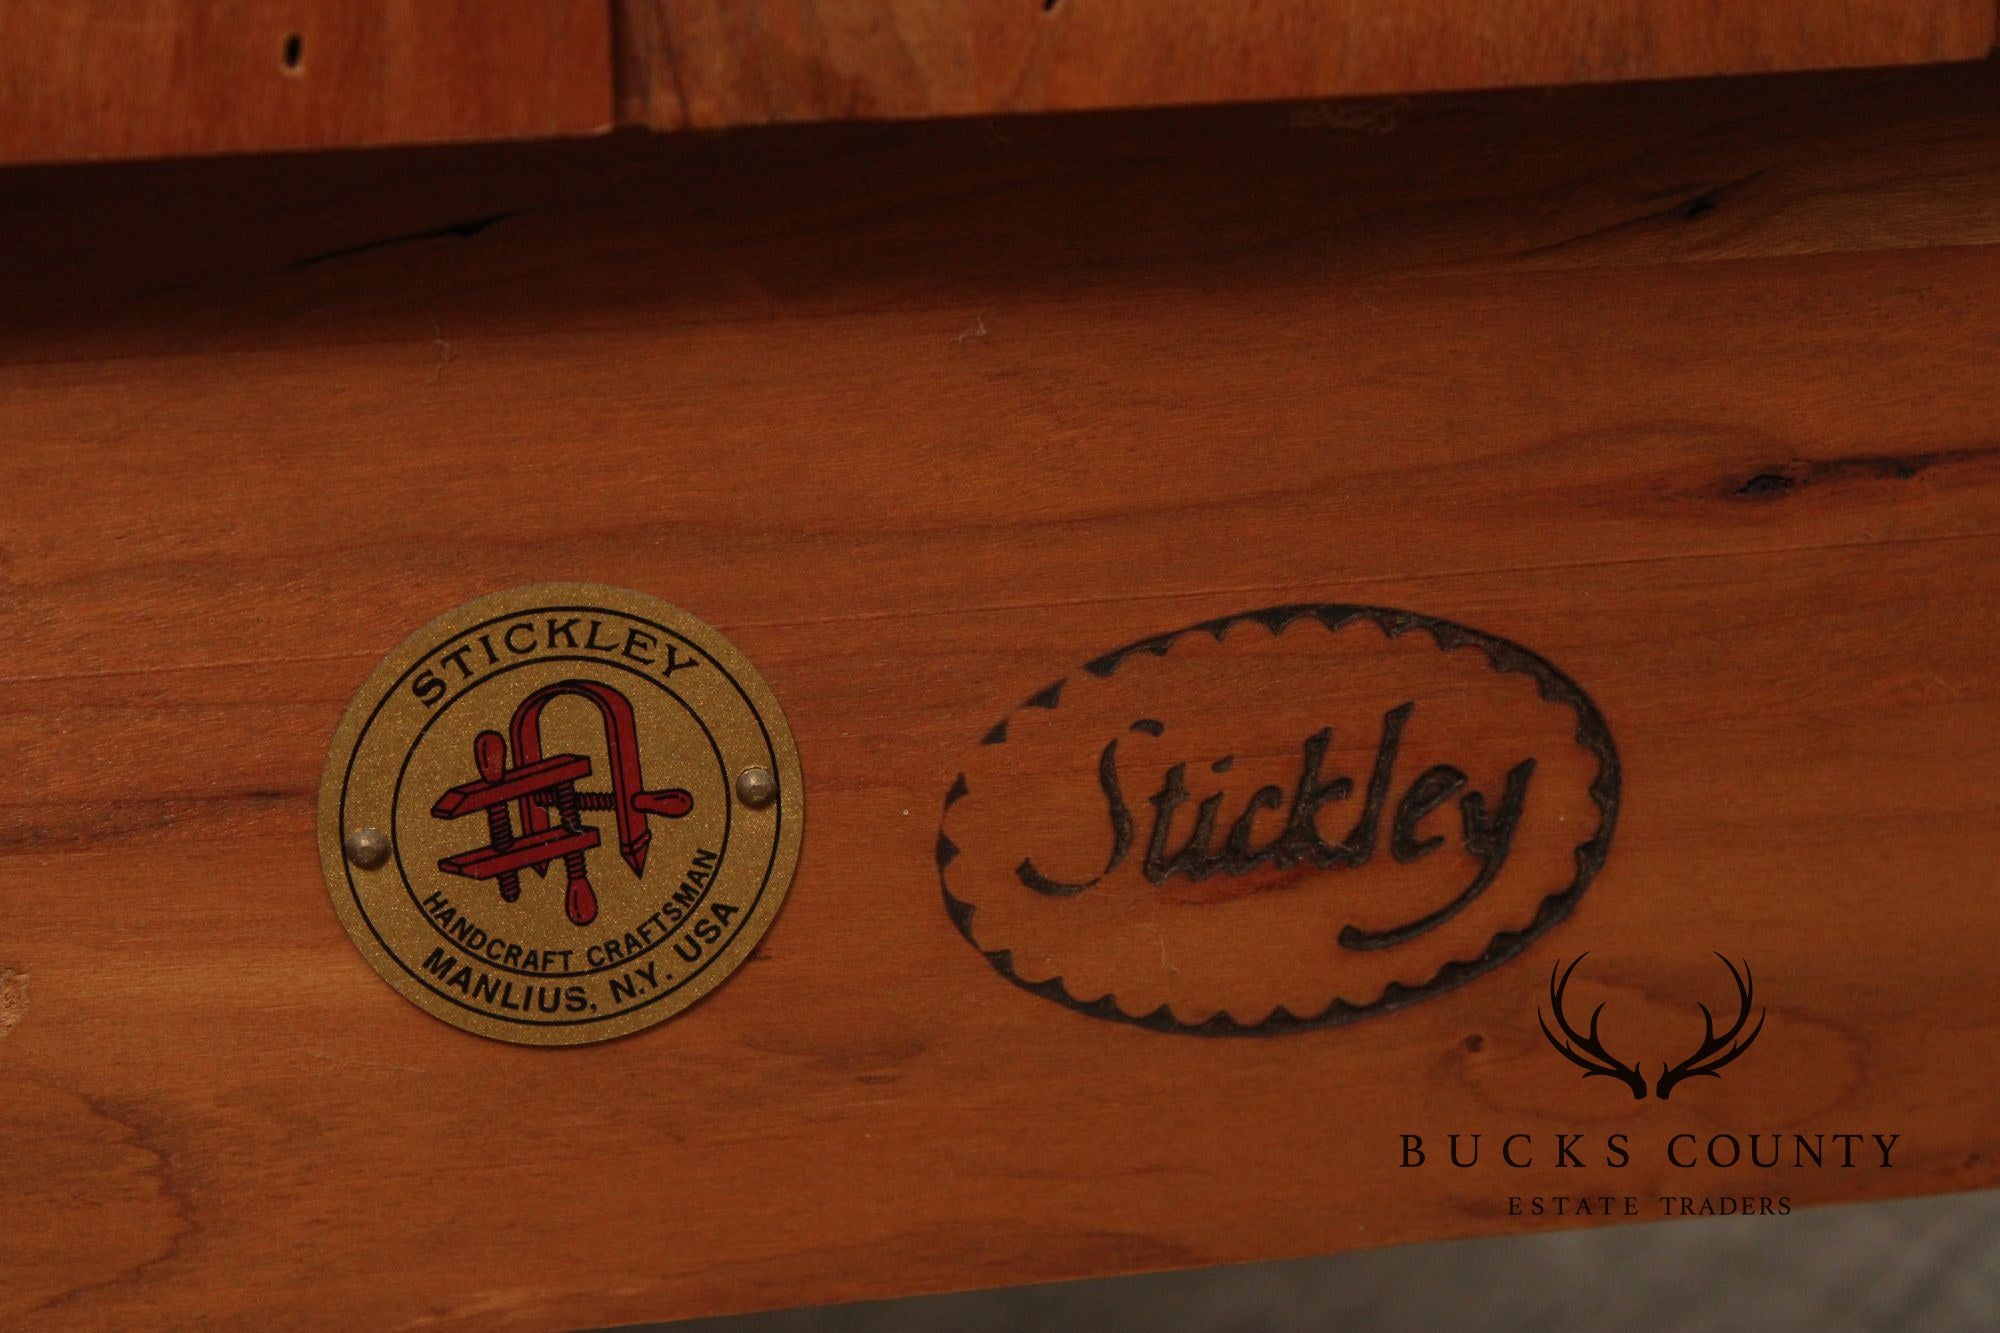 STICKLEY
HANDCRAFT CRAFTSMAN
MANLIUS, N.Y. USA
Stickley
BUCKS COUNTY
ESTATE TRADERS